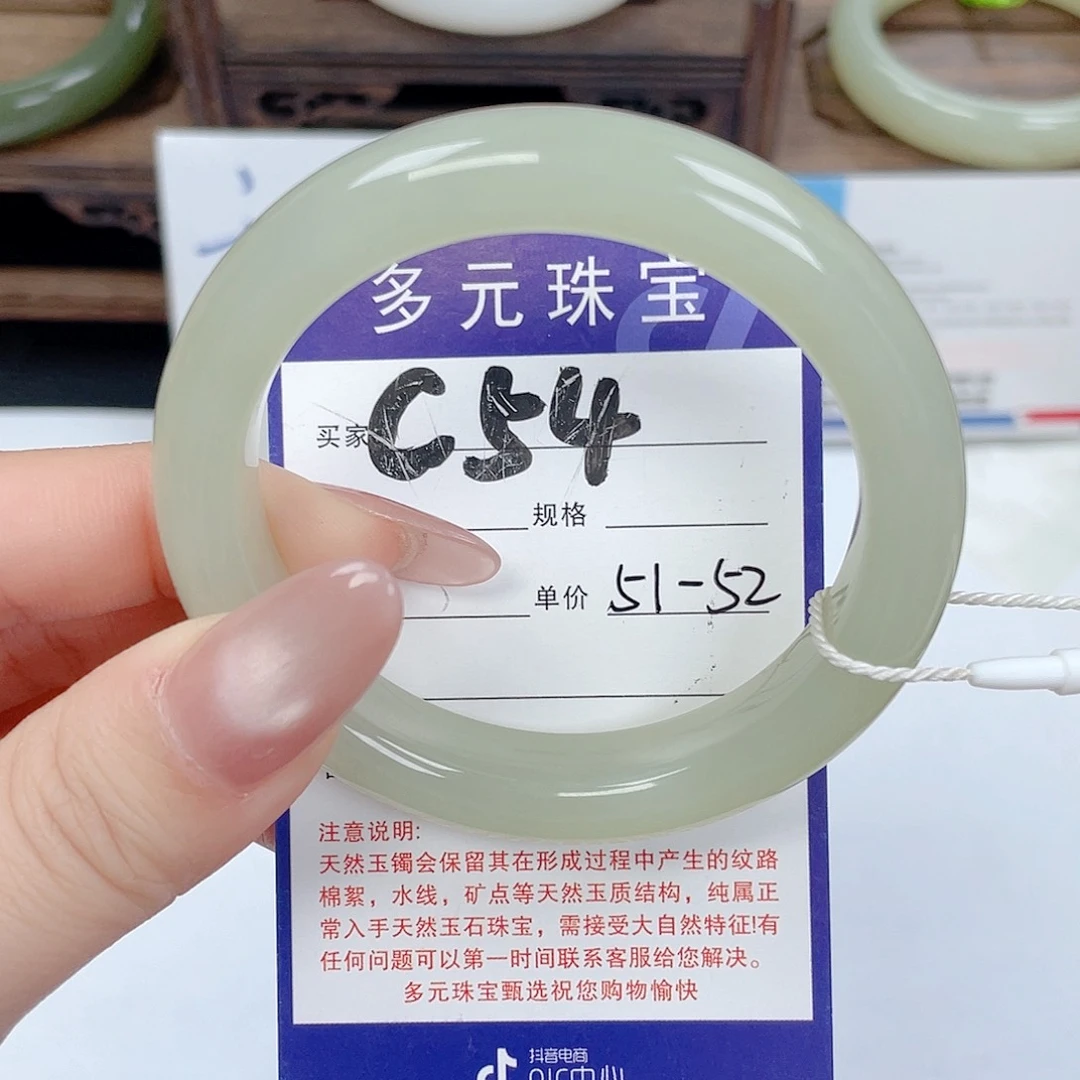 多元珠宝
买家 C54
规格
单价 51-52
注意说明:
天然玉镯会保留其在形成过程中产生的纹路
棉絮，水线，矿点等天然玉质结构，纯属正
常入手天然玉石珠宝，需接受大自然特征!有
任何问题可以第一时间联系客服给您解决。
多元珠宝甄选祝您购物愉快
抖音电商
QIC中心